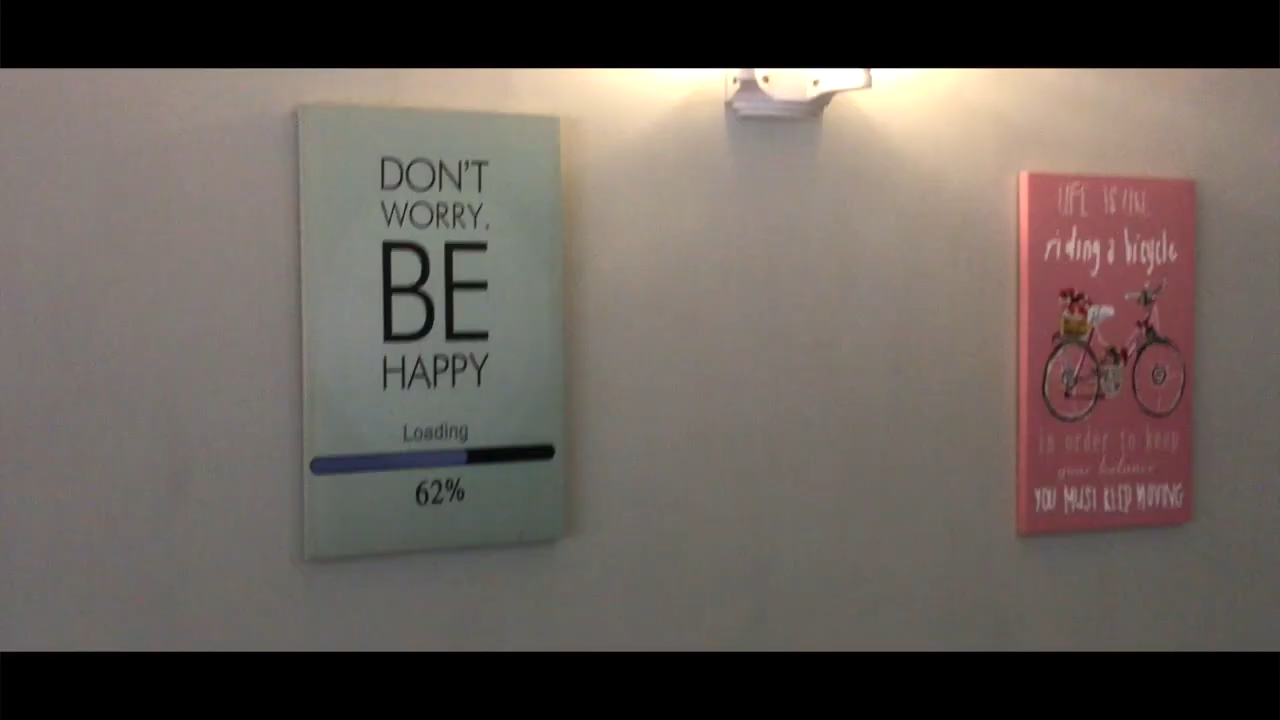 DON'T
WORRY.
BE
HAPPY
Loading
62%
LIFE IS LIKE
riding a bicycle
in order to keep
your balance
YOU MUST KEEP MOVING